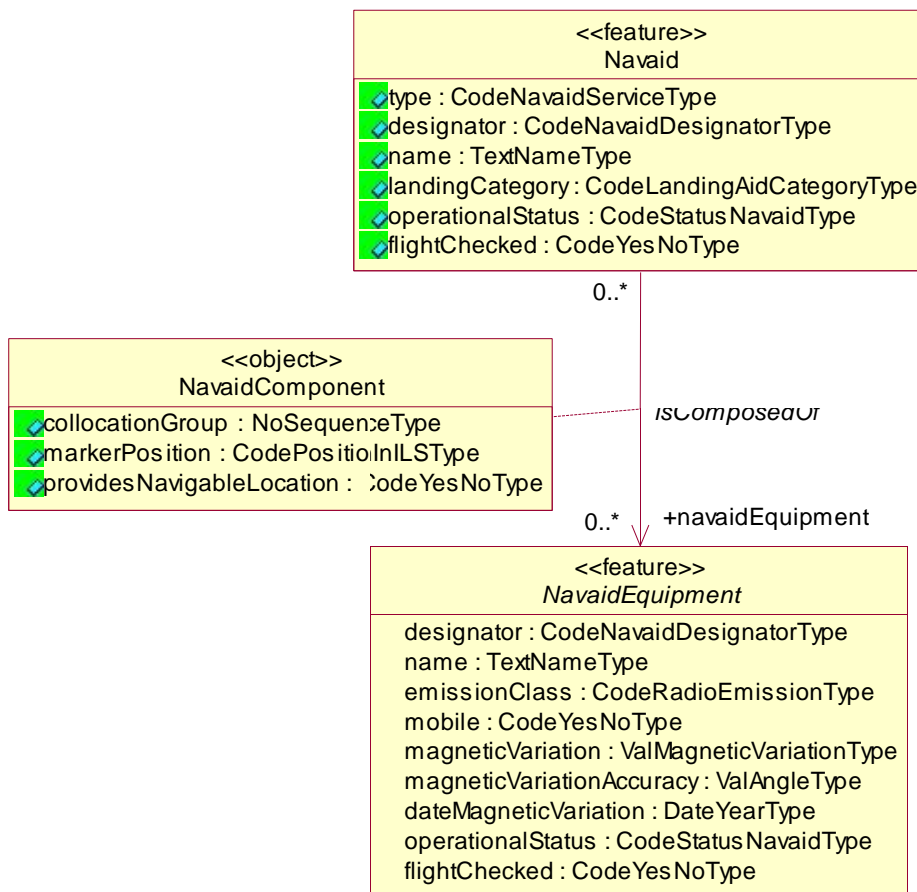 <<feature>>
Navaid
type : CodeNavaidServiceType
designator : CodeNavaidDesignatorType
name : TextNameType
landingCategory : CodeLandingAidCategoryType
operationalStatus : CodeStatusNavaidType
flightChecked : CodeYesNoType
0..*
<<object>>
NavaidComponent
collocationGroup : NoSequenceType
markerPosition : CodePositionInILSType
providesNavigableLocation : CodeYesNoType
isComposedOf
0..*
+navaidEquipment
<<feature>>
NavaidEquipment
designator : CodeNavaidDesignatorType
name : TextNameType
emissionClass : CodeRadioEmissionType
mobile : CodeYesNoType
magneticVariation : ValMagneticVariationType
magneticVariationAccuracy : ValAngleType
dateMagneticVariation : DateYearType
operationalStatus : CodeStatusNavaidType
flightChecked : CodeYesNoType